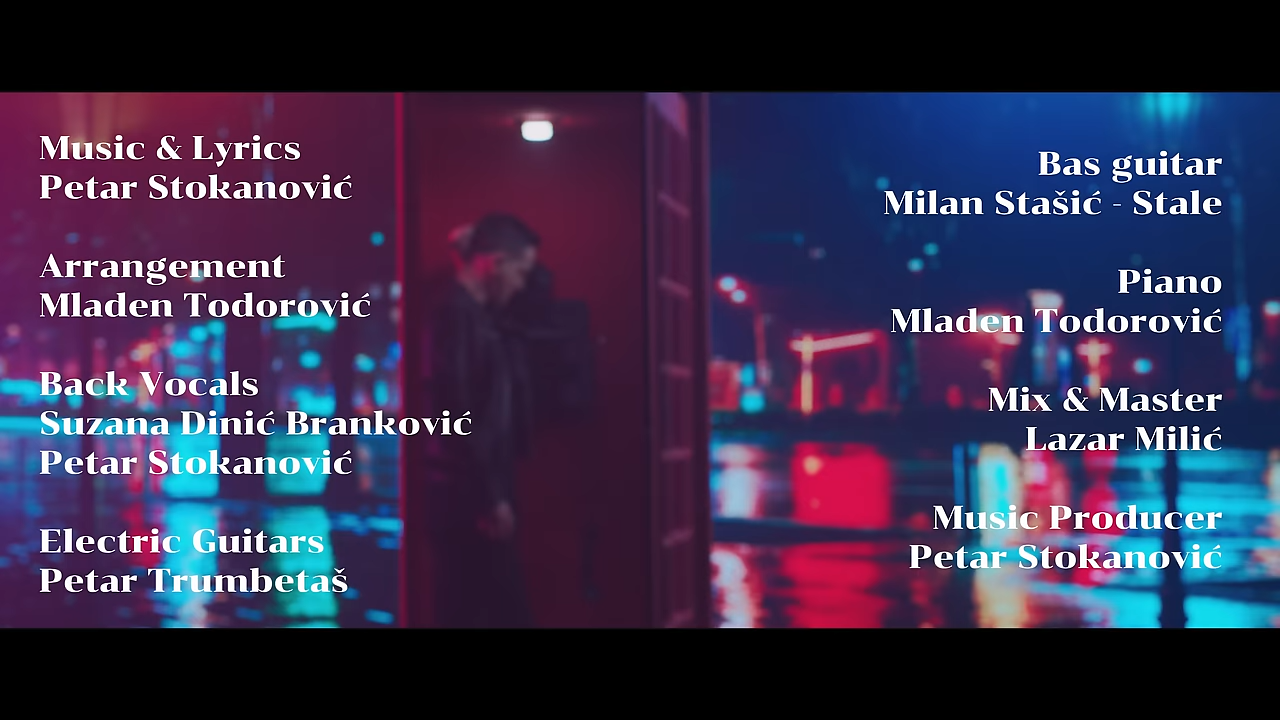 Music & Lyrics
Petar Stokanović
Arrangement
Mladen Todorović
Back Vocals
Suzana Dinić Branković
Petar Stokanović
Electric Guitars
Petar Trumbetaš
Bas guitar
Milan Stašić - Stale
Piano
Mladen Todorović
Mix & Master
Lazar Milić
Music Producer
Petar Stokanović